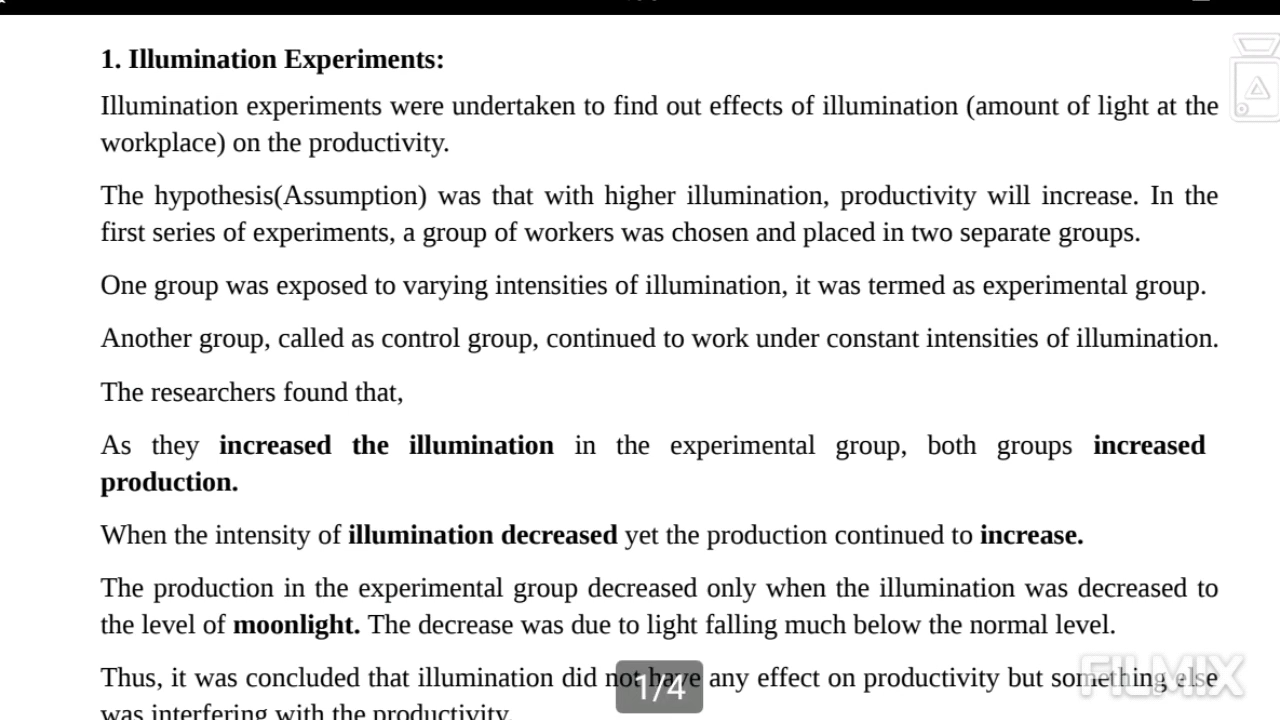 1. Illumination Experiments:
Illumination experiments were undertaken to find out effects of illumination (amount of light at the
workplace) on the productivity.
The hypothesis(Assumption) was that with higher illumination, productivity will increase. In the
first series of experiments, a group of workers was chosen and placed in two separate groups.
One group was exposed to varying intensities of illumination, it was termed as experimental group.
Another group, called as control group, continued to work under constant intensities of illumination.
The researchers found that,
As they increased the illumination in the experimental group, both groups increased
production.
When the intensity of illumination decreased yet the production continued to increase.
The production in the experimental group decreased only when the illumination was decreased to
the level of moonlight. The decrease was due to light falling much below the normal level.
Thus, it was concluded that illumination did not have any effect on productivity but something else
was interfering with the productivity.
1/4
FILMIX